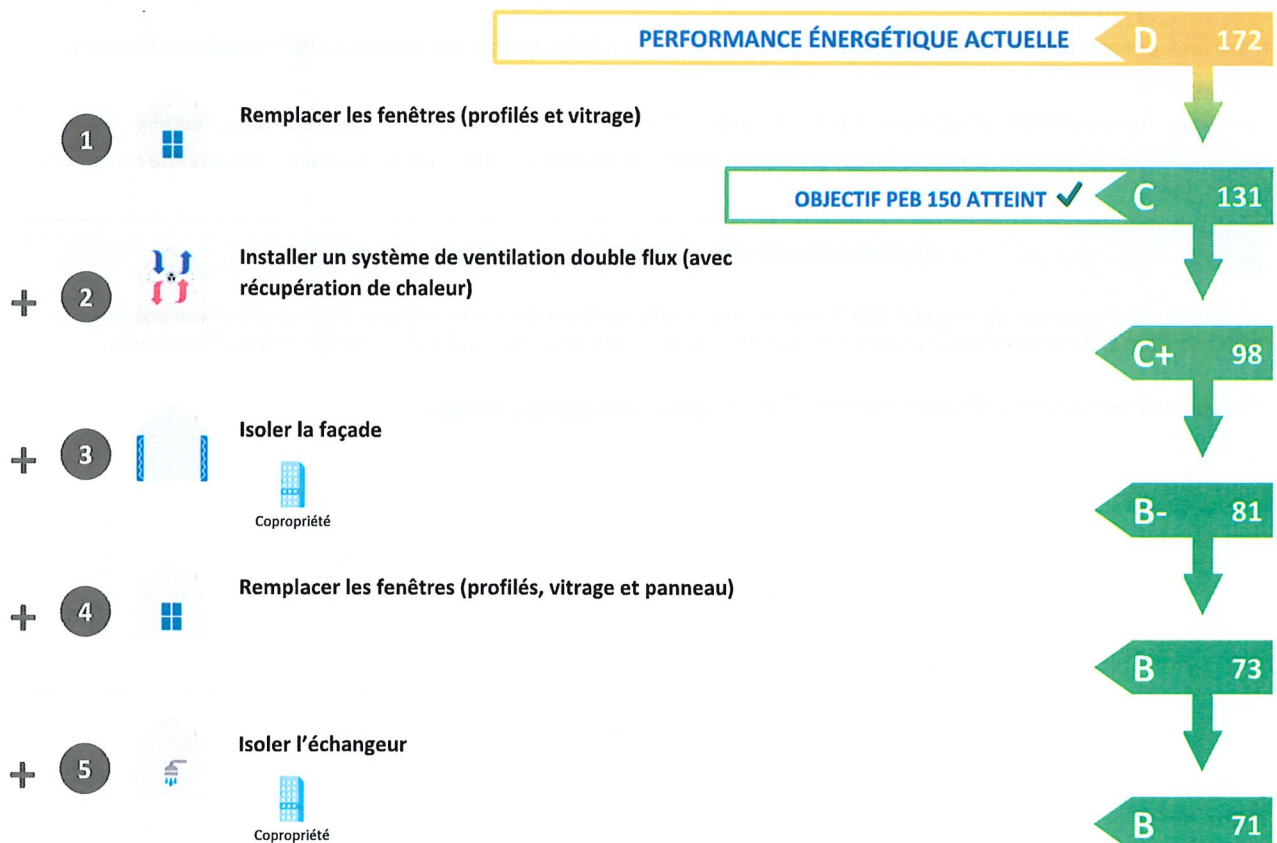 PERFORMANCE ÉNERGÉTIQUE ACTUELLE D 172
1 Remplacer les fenêtres (profilés et vitrage)
OBJECTIF PEB 150 ATTEINT ✓ C 131
+ 2 Installer un système de ventilation double flux (avec
récupération de chaleur)
C+ 98
+ 3 Isoler la façade
Copropriété
B- 81
+ 4 Remplacer les fenêtres (profilés, vitrage et panneau)
B 73
+ 5 Isoler l’échangeur
Copropriété
B 71